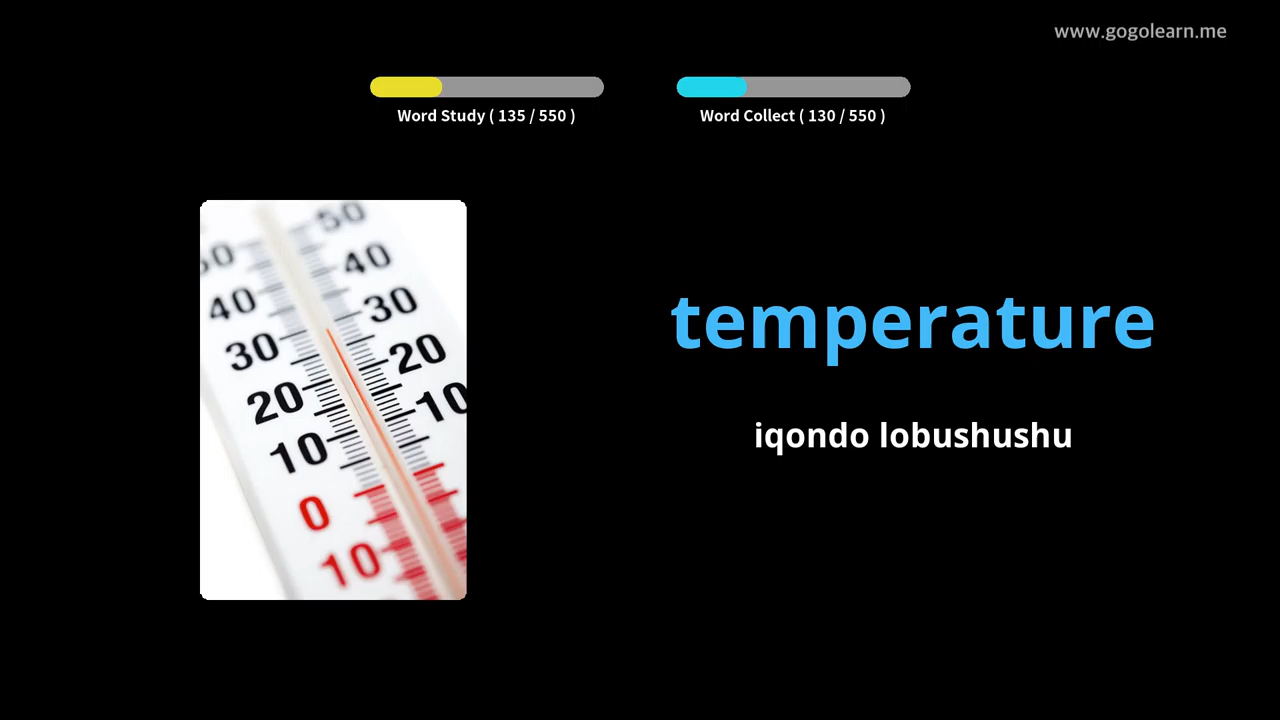 www.gogolearn.me
Word Study ( 135 / 550 )
Word Collect ( 130 / 550 )
50
50
40
40
30
30
20
20
10
10
0
10
temperature
iqondo lobushushu